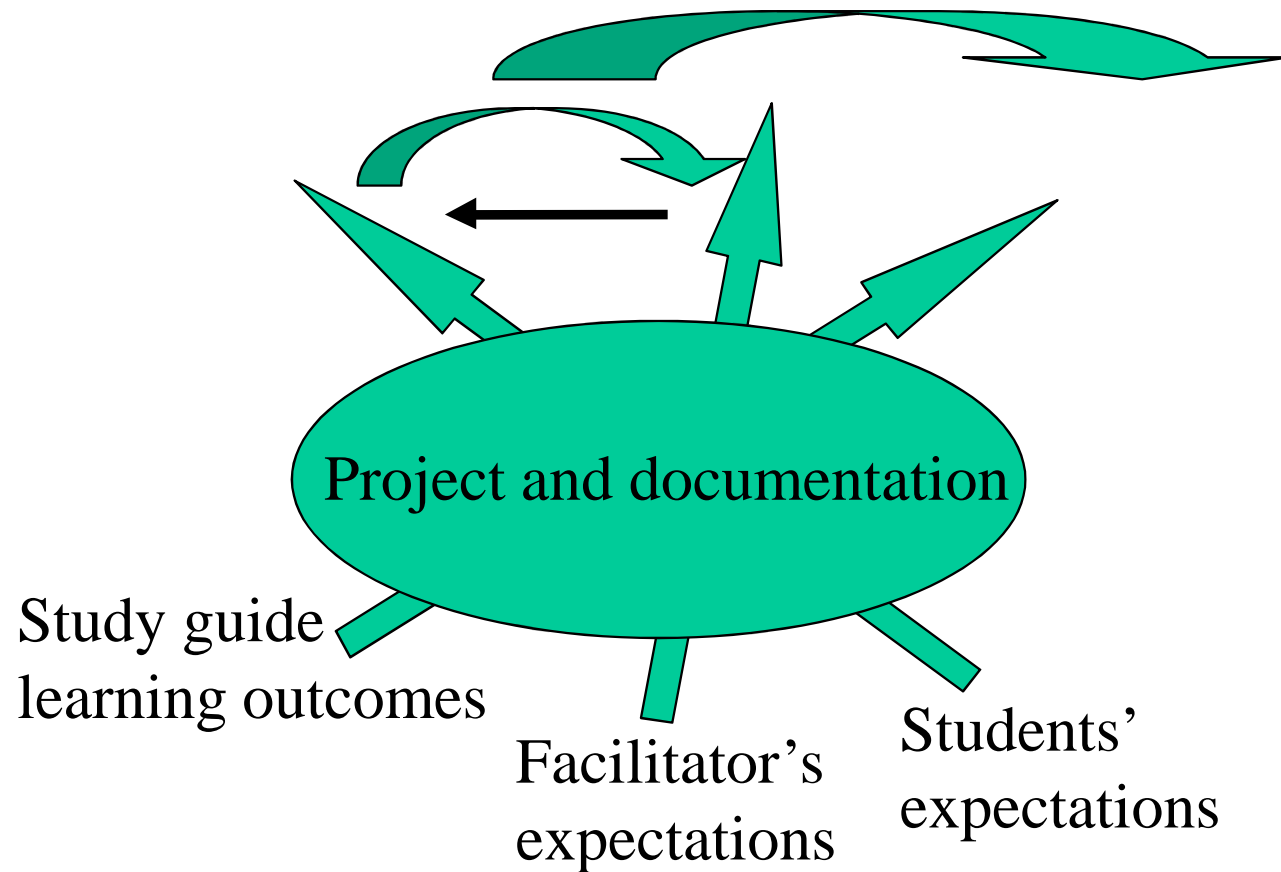 Project and documentation
Study guide
learning outcomes
Facilitator’s
expectations
Students’
expectations